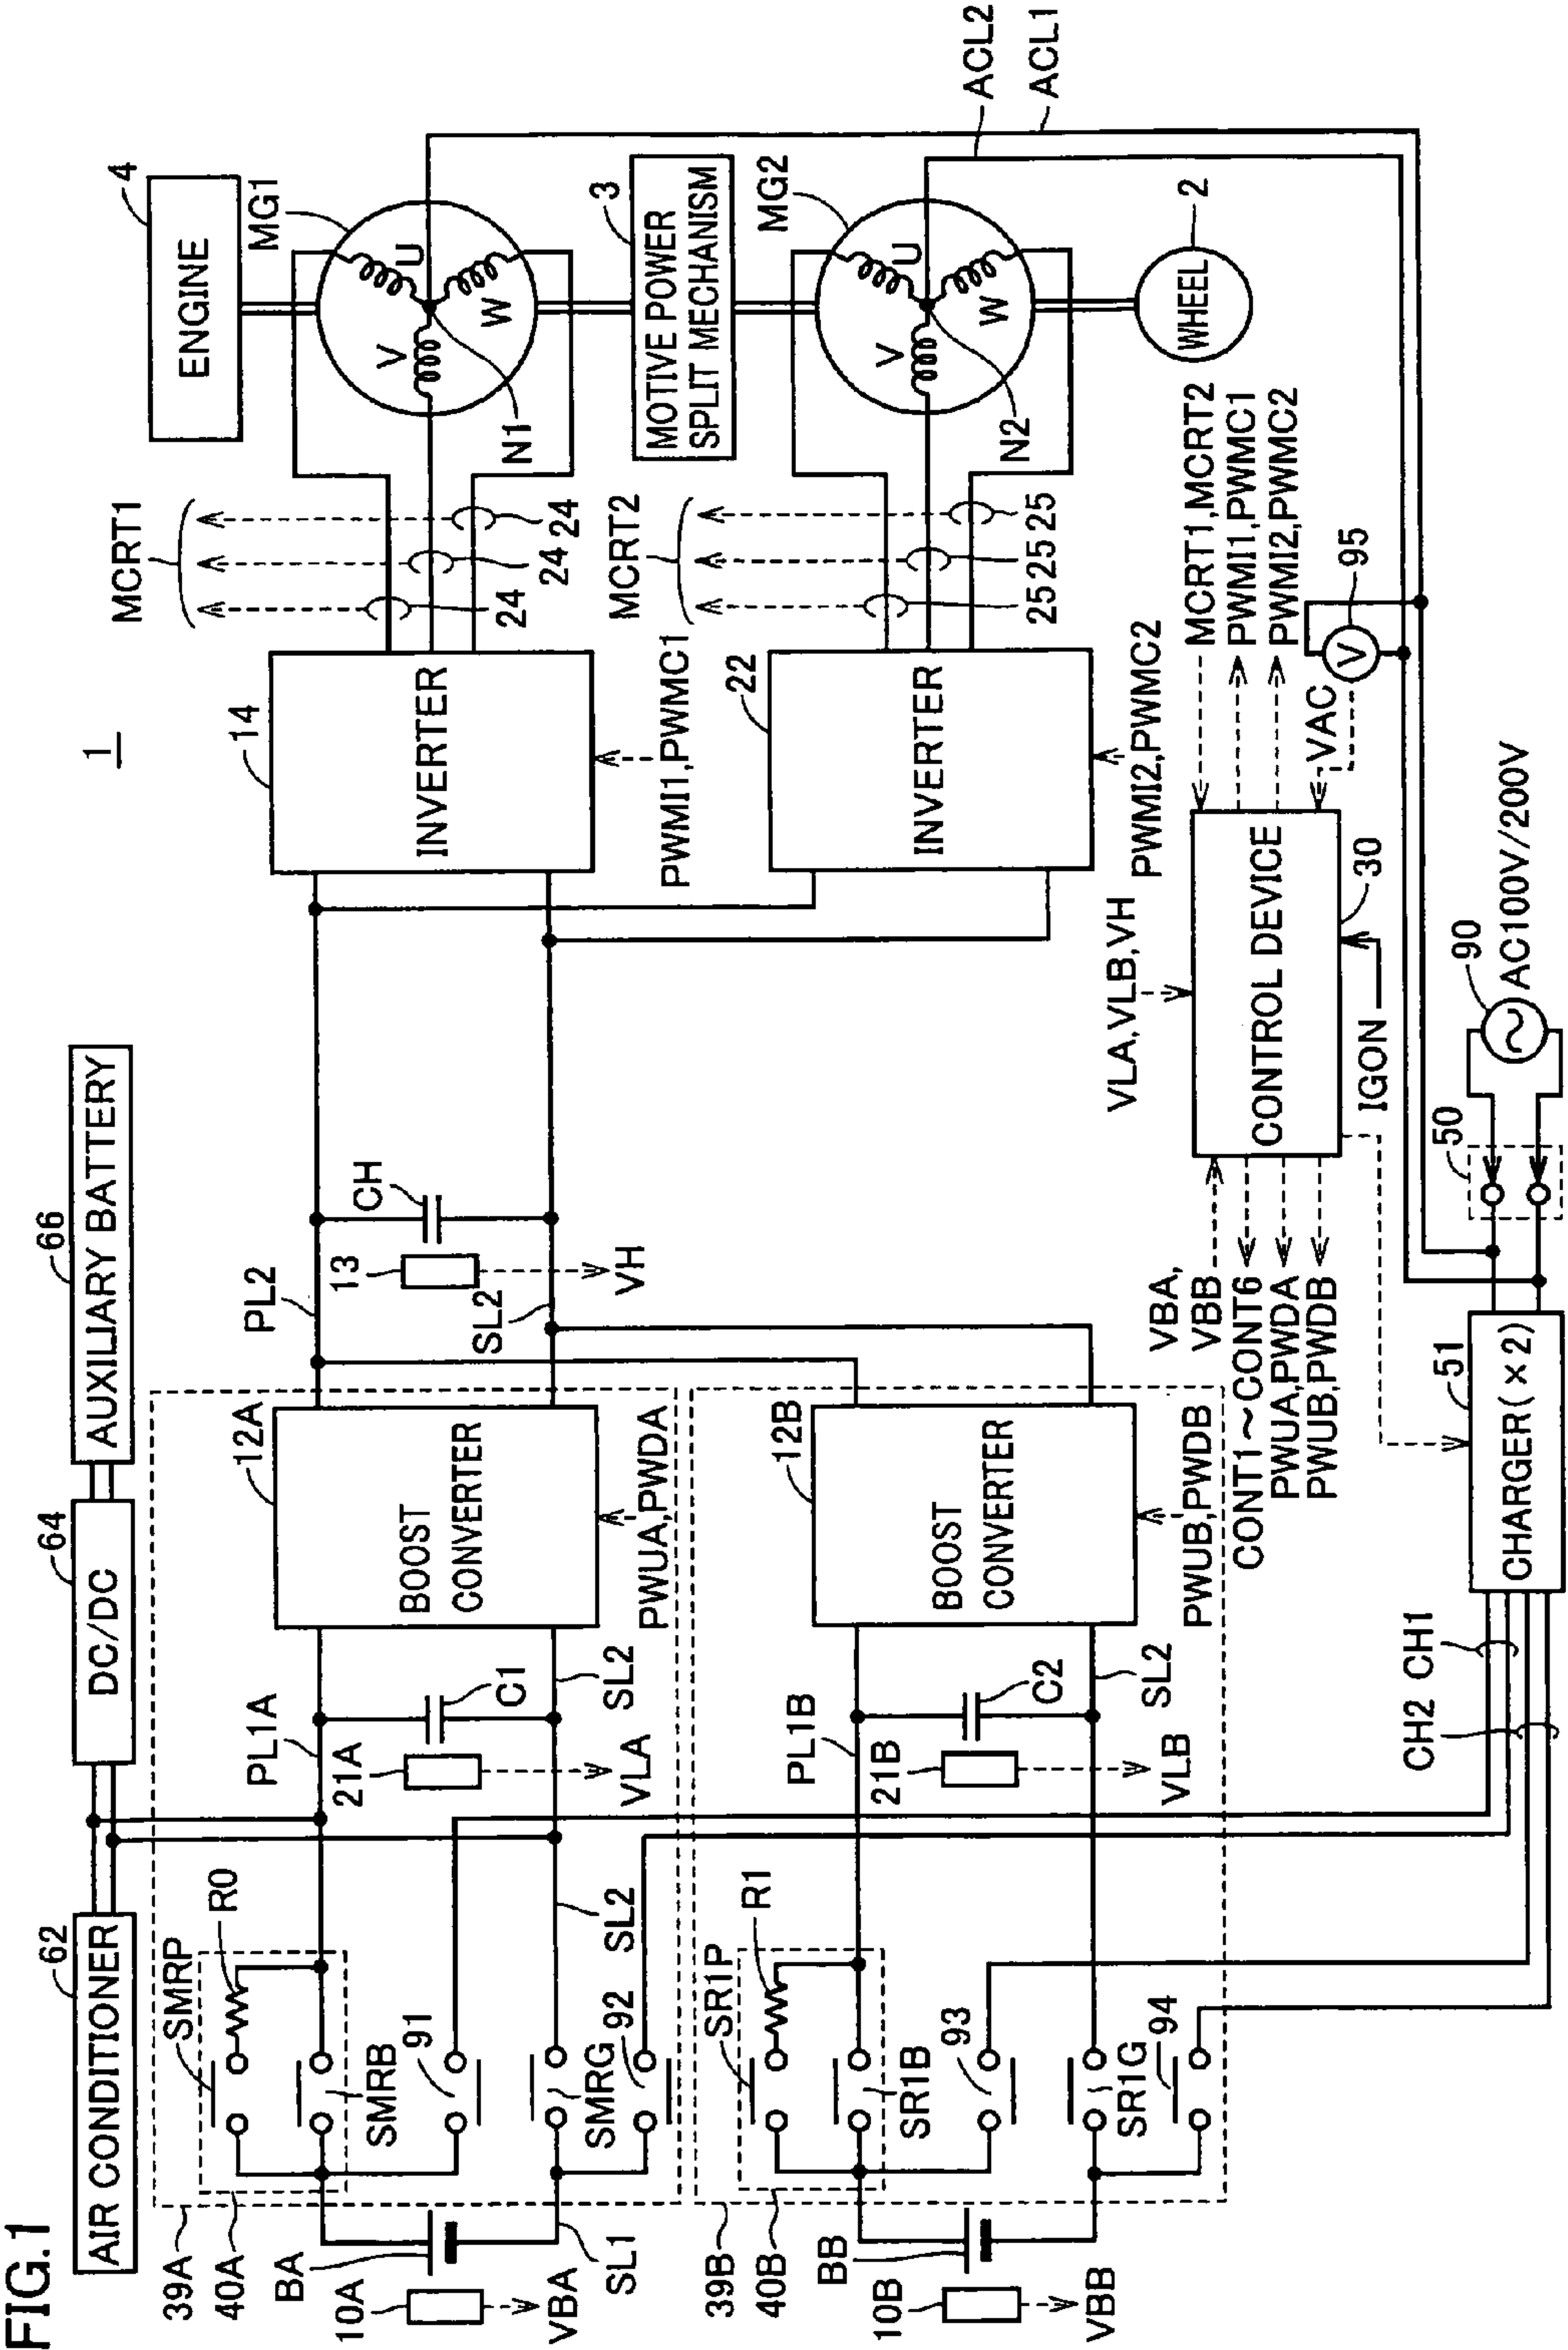 FIG.1
1
62
AIR CONDITIONER
64
DC/DC
66
AUXILIARY BATTERY
39A
40A
SMRP
R0
SMRB
91
SMRG
92
BA
10A
VBA
SL1
SL2
PL1A
21A
VLA
C1
SL2
12A
BOOST
CONVERTER
PWUA,PWDA
PL2
SL2
13
CH
VH
14
INVERTER
PWMI1,PWMC1
MCRT1
24
24
24
4
ENGINE
MG1
U
V
W
N1
3
MOTIVE POWER
SPLIT MECHANISM
39B
40B
SR1P
R1
SR1B
93
SR1G
94
BB
10B
VBB
PL1B
21B
VLB
C2
SL2
12B
BOOST
CONVERTER
PWUB,PWDB
22
INVERTER
PWMI2,PWMC2
MCRT2
25
25
25
MG2
U
V
W
N2
2
WHEEL
ACL2
ACL1
VBA,
VBB
CONT1~CONT6
PWUA,PWDA
PWUB,PWDB
VLA,VLB,VH
CONTROL DEVICE
30
IGON
MCRT1,MCRT2
PWMI1,PWMC1
PWMI2,PWMC2
VAC
V
95
CH2
CH1
51
CHARGER(×2)
50
90
AC100V/200V